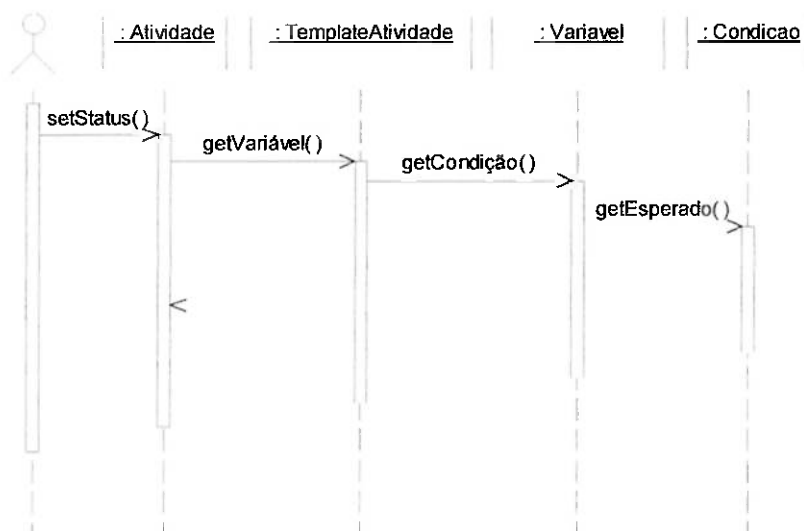 : Atividade
: TemplateAtividade
: Variavel
: Condicao
setStatus()
getVariável()
getCondição()
getEsperado()